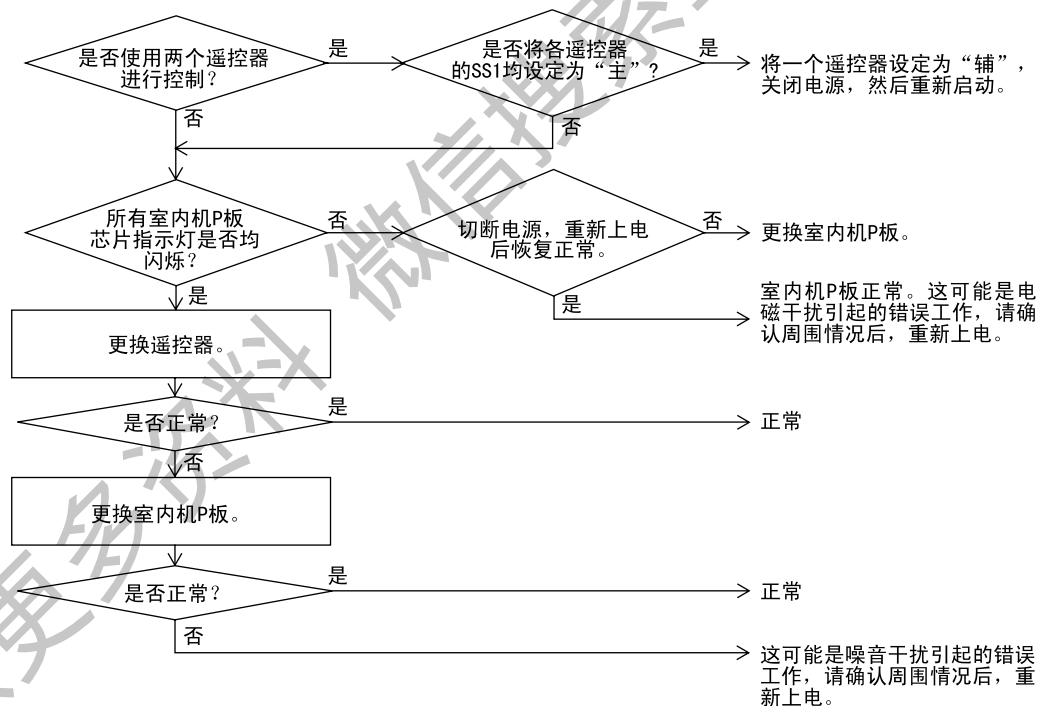 是否使用两个遥控器
进行控制？
是
是否将各遥控器
的SS1均设定为“主”？
是
将一个遥控器设定为“辅”，
关闭电源，然后重新启动。
否
否
所有室内机P板
芯片指示灯是否均
闪烁？
否
切断电源，重新上电
后恢复正常。
否
更换室内机P板。
是
是
室内机P板正常。这可能是电
磁干扰引起的错误工作，请确
认周围情况后，重新上电。
更换遥控器。
是否正常？
是
正常
否
更换室内机P板。
是否正常？
是
正常
否
这可能是噪音干扰引起的错误
工作，请确认周围情况后，重
新上电。
更多资料 微信搜索